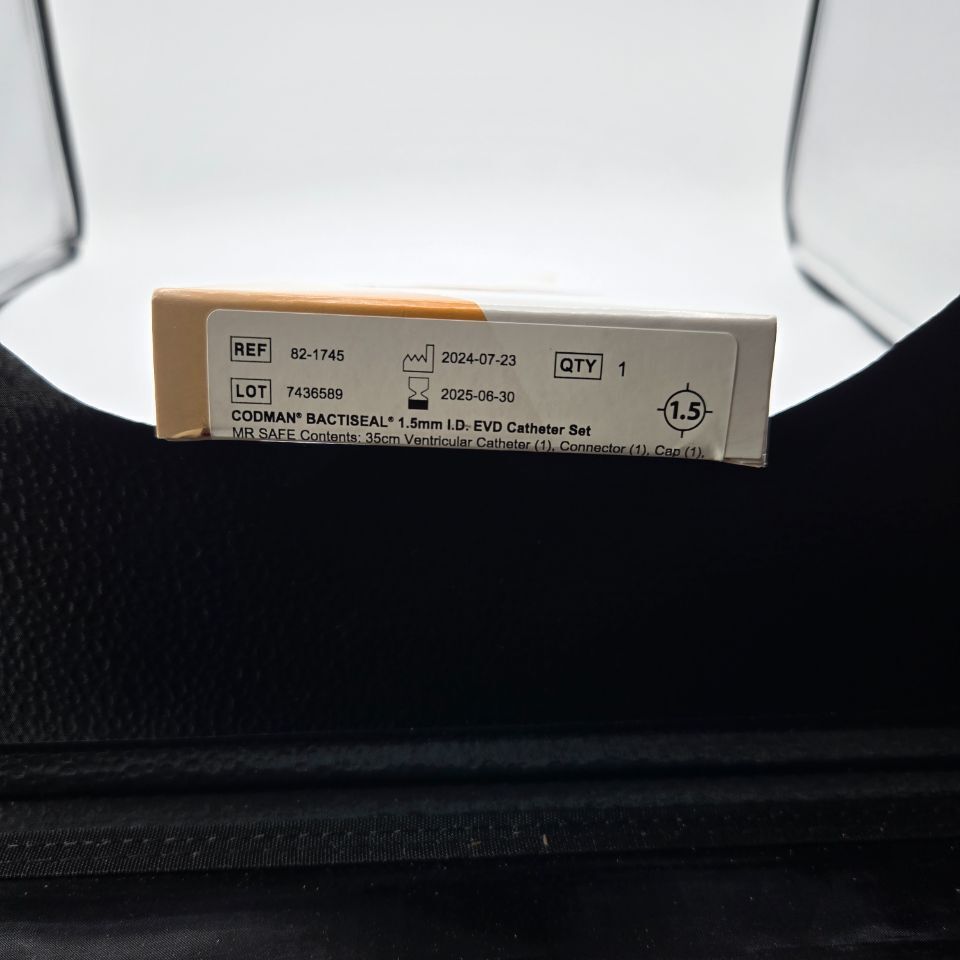 REF 82-1745 2024-07-23 QTY 1
LOT 7436589 2025-06-30 1.5
CODMAN® BACTISEAL® 1.5mm I.D. EVD Catheter Set
MR SAFE Contents: 35cm Ventricular Catheter (1), Connector (1), Cap (1),